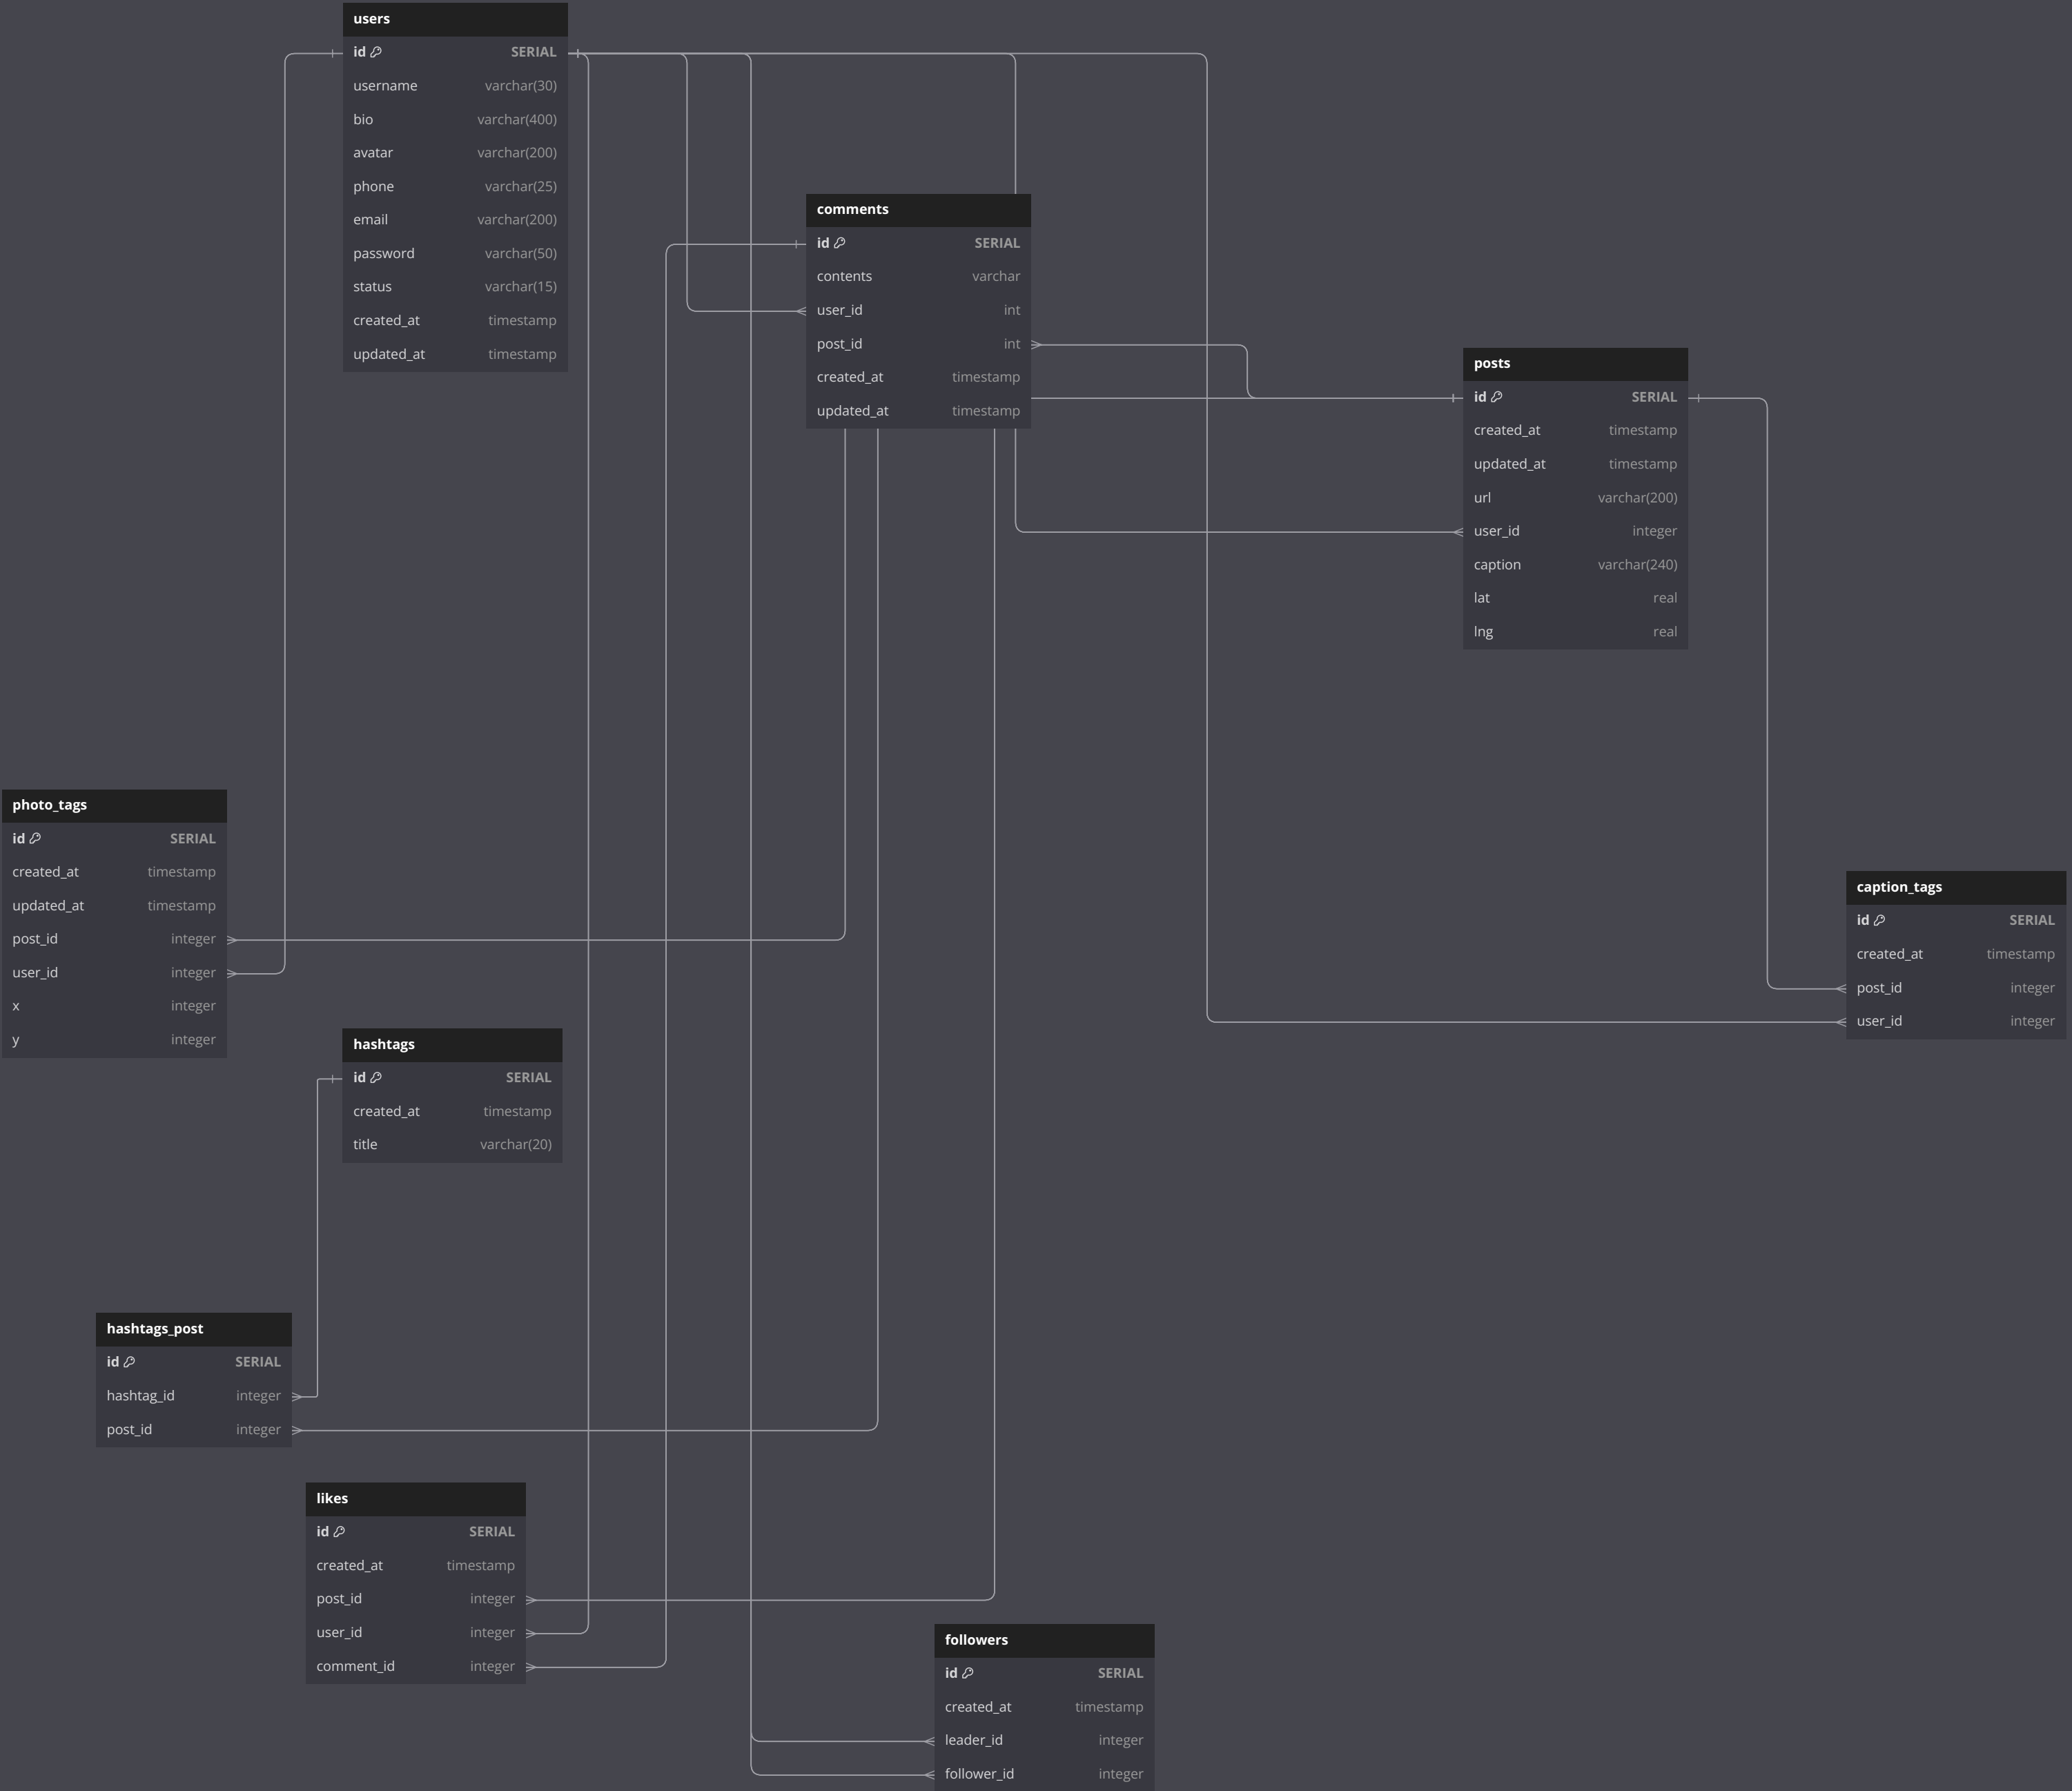 users
id SERIAL
username varchar(30)
bio varchar(400)
avatar varchar(200)
phone varchar(25)
email varchar(200)
password varchar(50)
status varchar(15)
created_at timestamp
updated_at timestamp
comments
id SERIAL
contents varchar
user_id int
post_id int
created_at timestamp
updated_at timestamp
posts
id SERIAL
created_at timestamp
updated_at timestamp
url varchar(200)
user_id integer
caption varchar(240)
lat real
lng real
photo_tags
id SERIAL
created_at timestamp
updated_at timestamp
post_id integer
user_id integer
x integer
y integer
caption_tags
id SERIAL
created_at timestamp
post_id integer
user_id integer
hashtags
id SERIAL
created_at timestamp
title varchar(20)
hashtags_post
id SERIAL
hashtag_id integer
post_id integer
likes
id SERIAL
created_at timestamp
post_id integer
user_id integer
comment_id integer
followers
id SERIAL
created_at timestamp
leader_id integer
follower_id integer